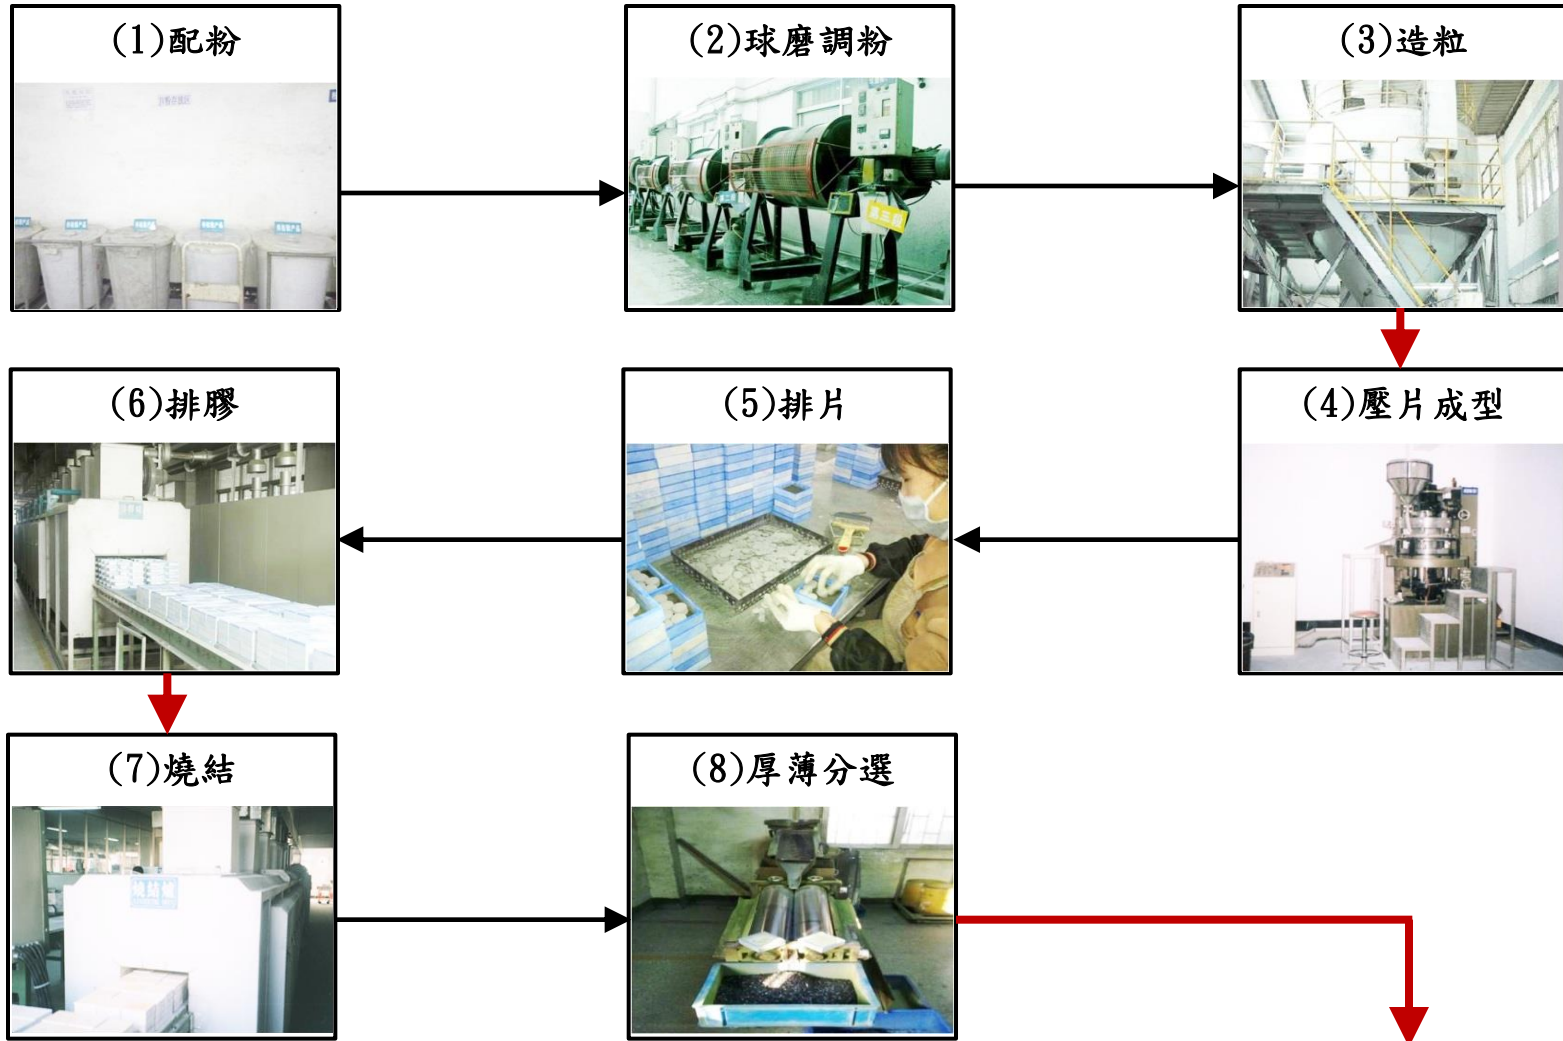 (1)配粉
(2)球磨調粉
(3)造粒
(6)排膠
(5)排片
(4)壓片成型
(7)燒結
(8)厚薄分選